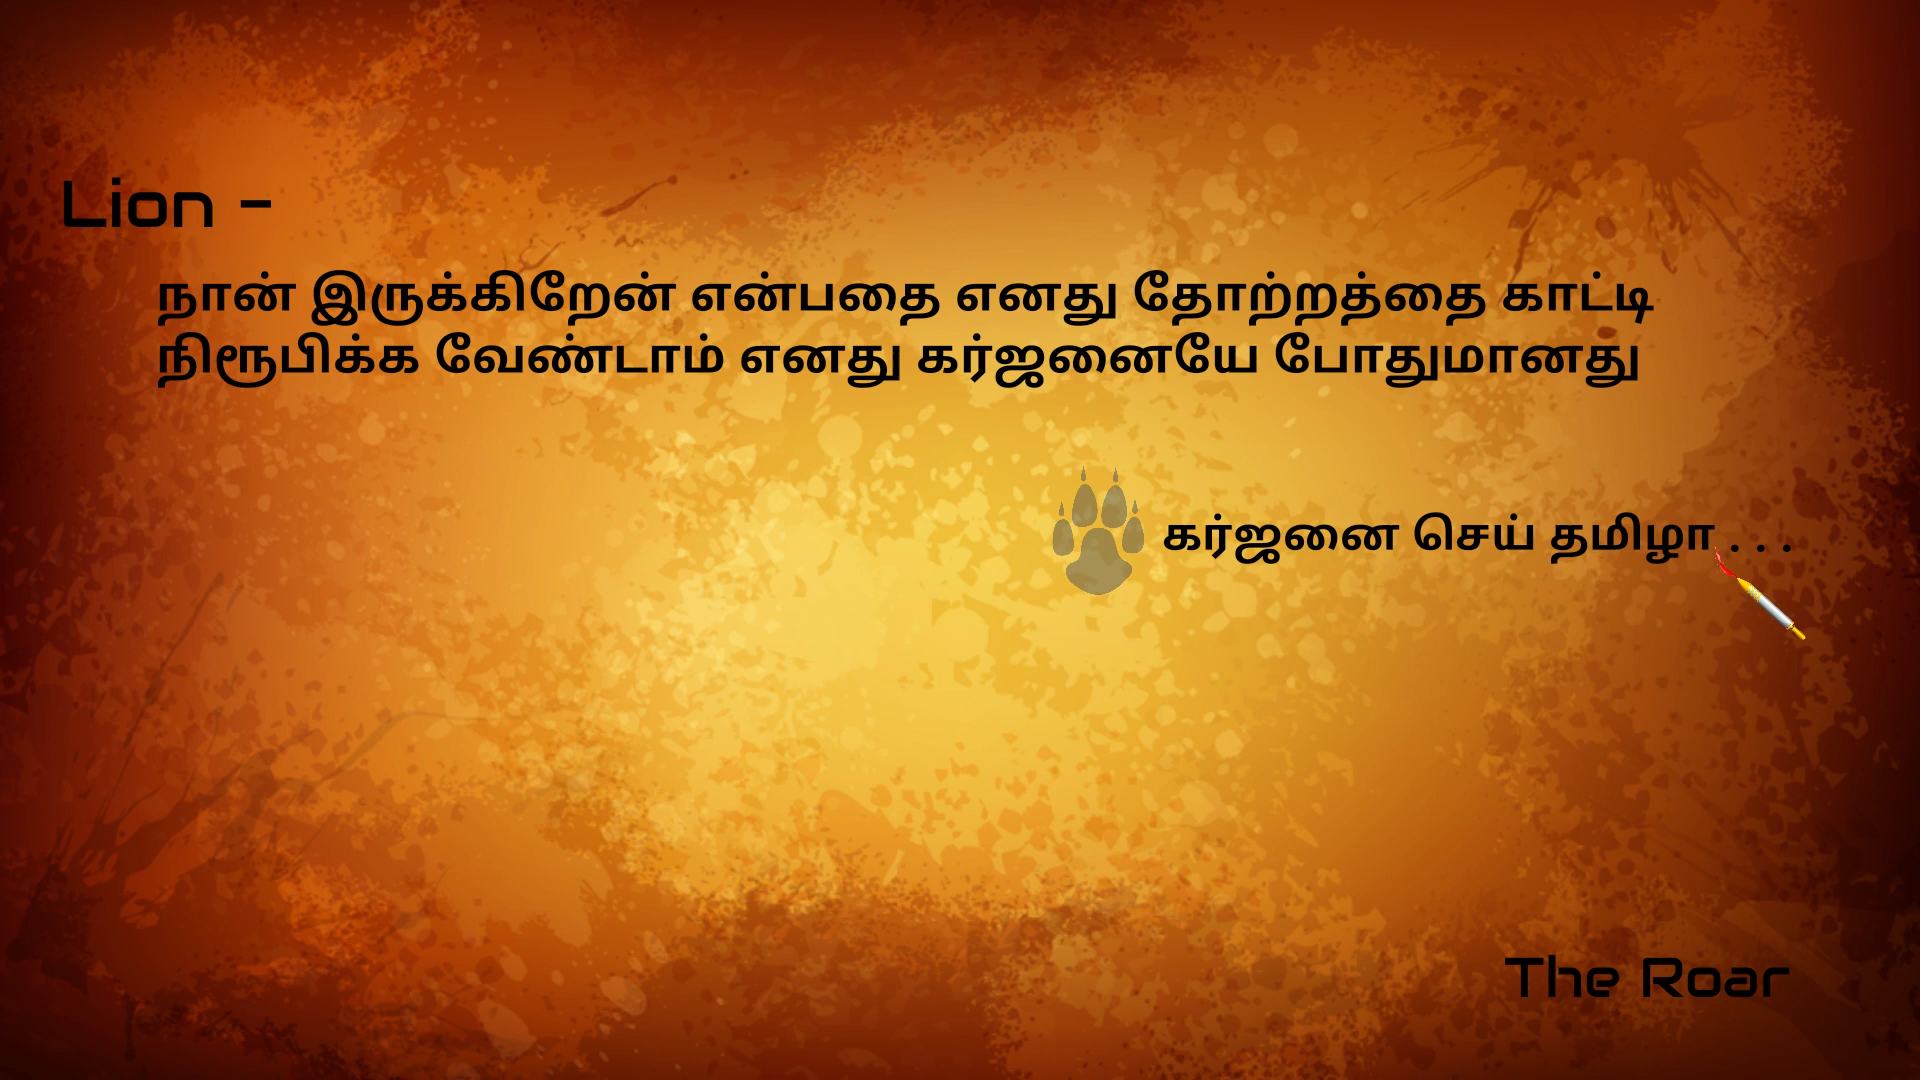 Lion -
நான் இருக்கிறேன் என்பதை எனது தோற்றத்தை காட்டி
நிரூபிக்க வேண்டாம் எனது கர்ஜனையே போதுமானது
கர்ஜனை செய் தமிழா . . .
The Roar